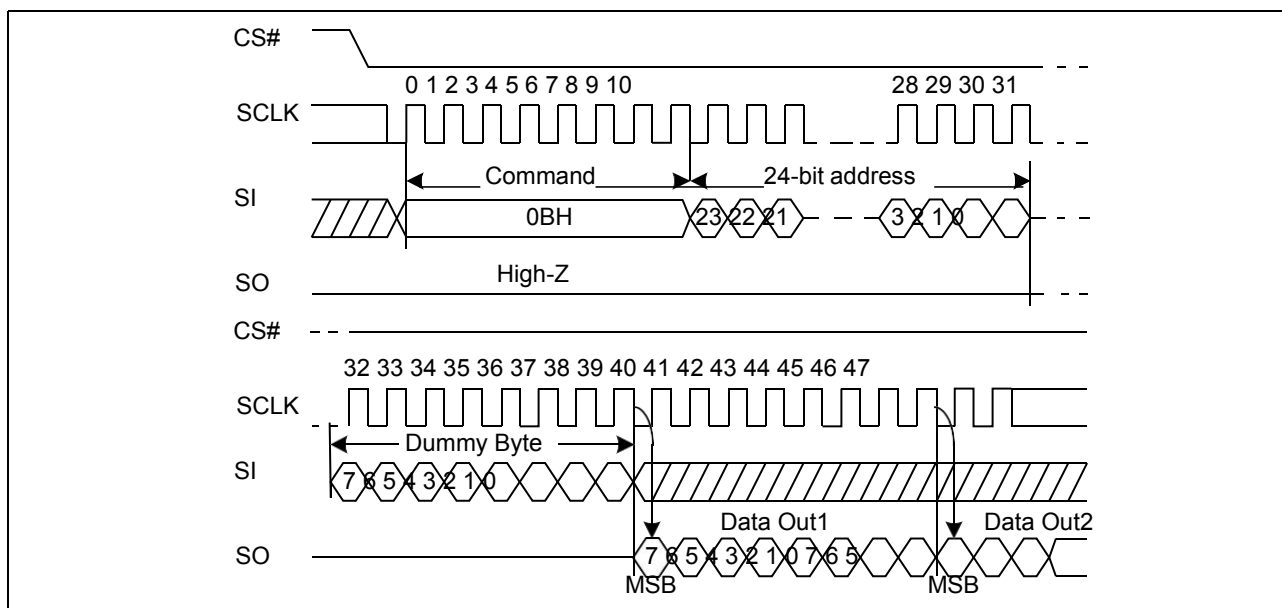 CS#
0 1 2 3 4 5 6 7 8 9 10 28 29 30 31
SCLK
Command 24-bit address
SI
0BH 23 22 21 3 2 1 0
High-Z
SO
CS#
32 33 34 35 36 37 38 39 40 41 42 43 44 45 46 47
SCLK
Dummy Byte
SI
7 6 5 4 3 2 1 0
Data Out1 Data Out2
SO
7 6 5 4 3 2 1 0 7 6 5
MSB MSB